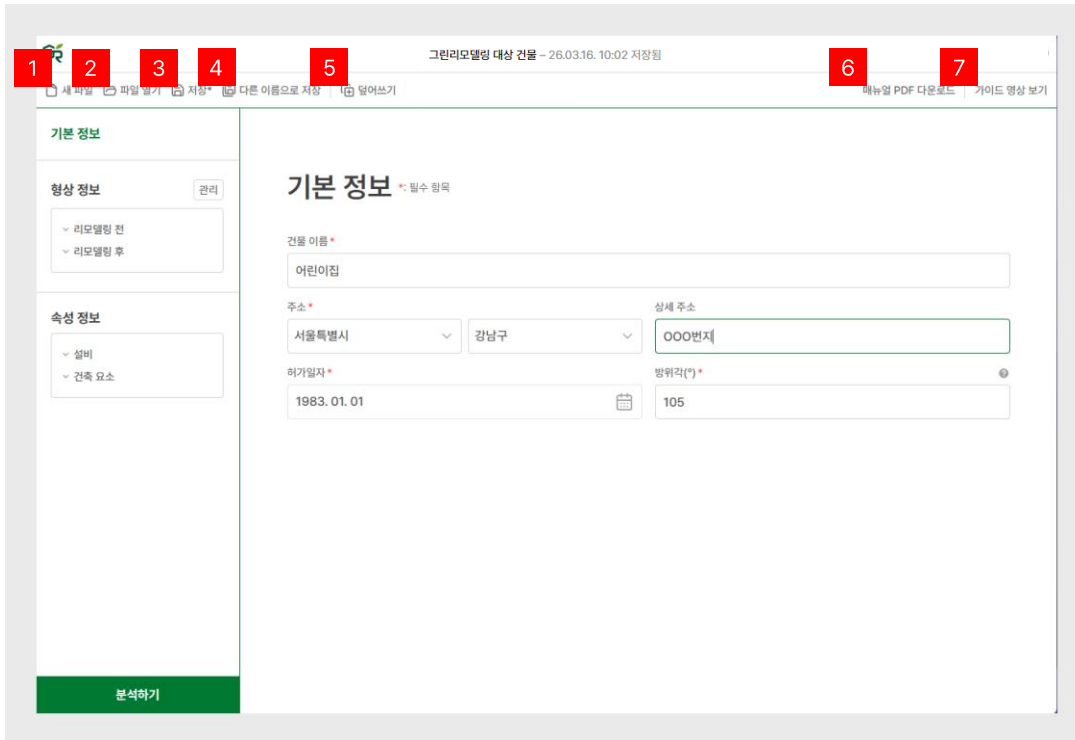 그린리모델링 대상 건물 – 26.03.16. 10:02 저장됨
1 2 3 4 5 6 7
새 파일 파일 열기 저장* 다른 이름으로 저장 덮어쓰기 매뉴얼 PDF 다운로드 가이드 영상 보기
기본 정보
형상 정보 관리
리모델링 전
리모델링 후
속성 정보
설비
건축 요소
분석하기
기본 정보 *: 필수 항목
건물 이름 *
어린이집
주소 * 상세 주소
서울특별시 강남구 OOO번지
허가일자 * 방위각(°) *
1983. 01. 01 105